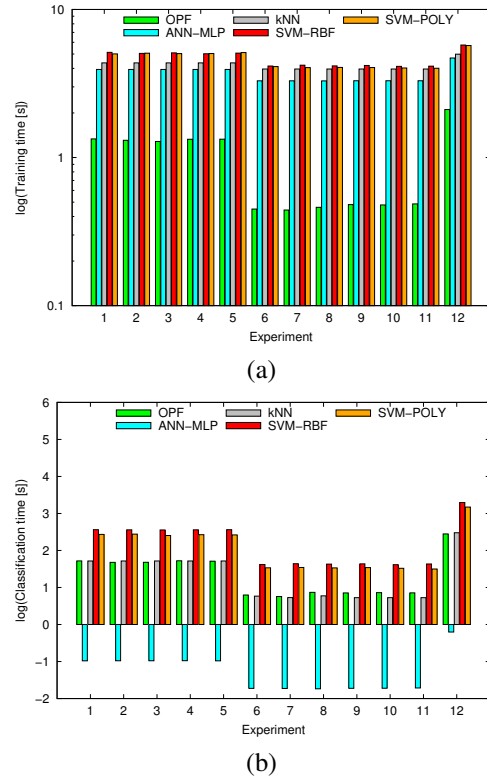 OPF kNN SVM−POLY
ANN−MLP SVM−RBF
10
1
0.1
log(Training time [s])
1 2 3 4 5 6 7 8 9 10 11 12
Experiment
(a)
OPF kNN SVM−POLY
ANN−MLP SVM−RBF
6
5
4
3
2
1
0
−1
−2
log(Classification time [s])
1 2 3 4 5 6 7 8 9 10 11 12
Experiment
(b)